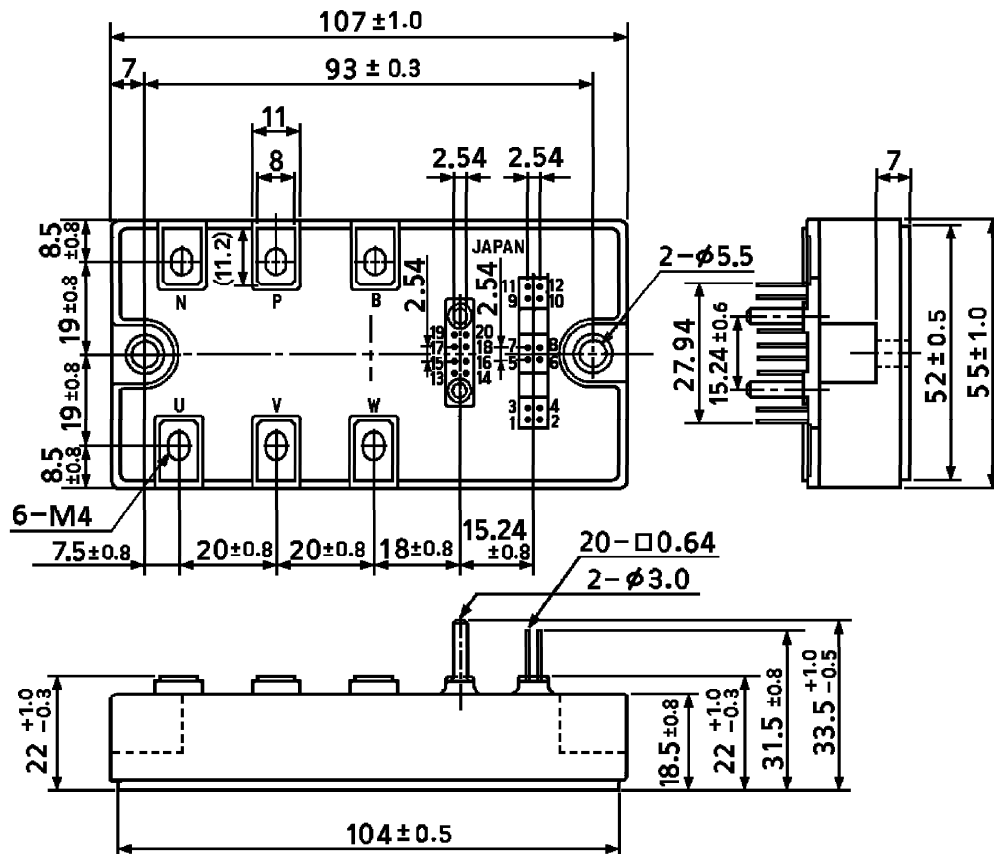 107±1.0
7
93 ± 0.3
11
8
2.54
2.54
7
8.5 ±0.8
(11.2)
JAPAN
2-ϕ5.5
N
P
B
2.54
2.54
11 12
9 10
19 ±0.8
19 20
17 18
15 16
13 14
7 8
5 6
27.94
15.24 ±0.6
52±0.5
55±1.0
19±0.8
U
V
W
3 4
1 2
8.5 ±0.8
6-M4
7.5±0.8
20±0.8
20±0.8
18±0.8
15.24 ±0.8
20-□0.64
2-ϕ3.0
22 +1.0 -0.3
18.5±0.8
22 +1.0 -0.3
31.5 ±0.8
33.5 +1.0 -0.5
104±0.5